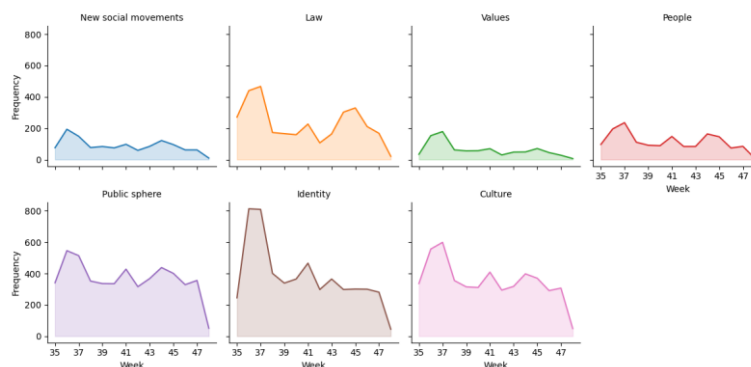 New social movements
Law
Values
People
Frequency
800
600
400
200
0
35 37 39 41 43 45 47
Week
Public sphere
Identity
Culture
Frequency
800
600
400
200
0
35 37 39 41 43 45 47
Week
35 37 39 41 43 45 47
Week
35 37 39 41 43 45 47
Week